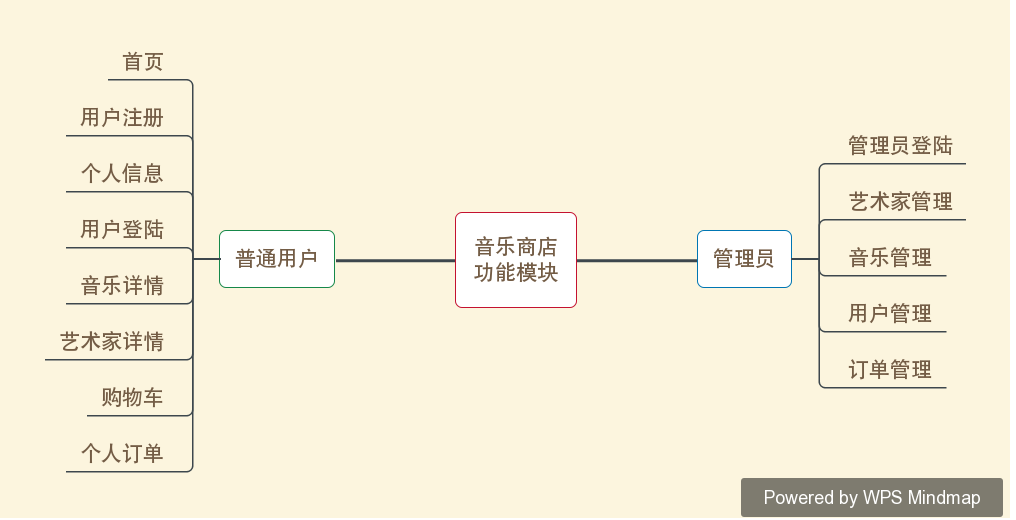 首页
用户注册
个人信息
用户登陆
音乐详情
艺术家详情
购物车
个人订单
普通用户
音乐商店
功能模块
管理员
管理员登陆
艺术家管理
音乐管理
用户管理
订单管理
Powered by WPS Mindmap